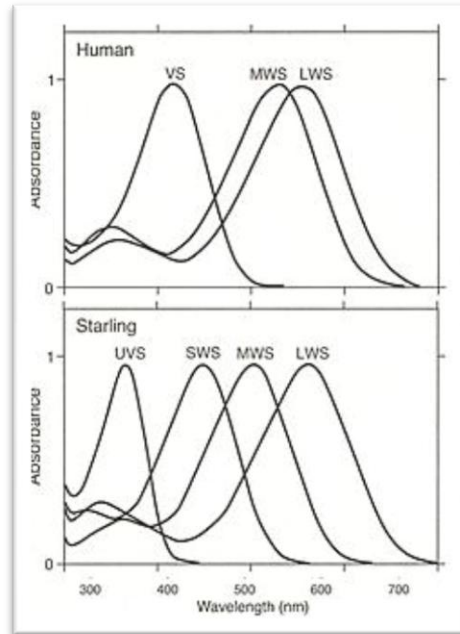 Human
VS MWS LWS
1
Absorbance
0
Starling
UVS SWS MWS LWS
1
Absorbance
0
300 400 500 600 700
Wavelength (nm)